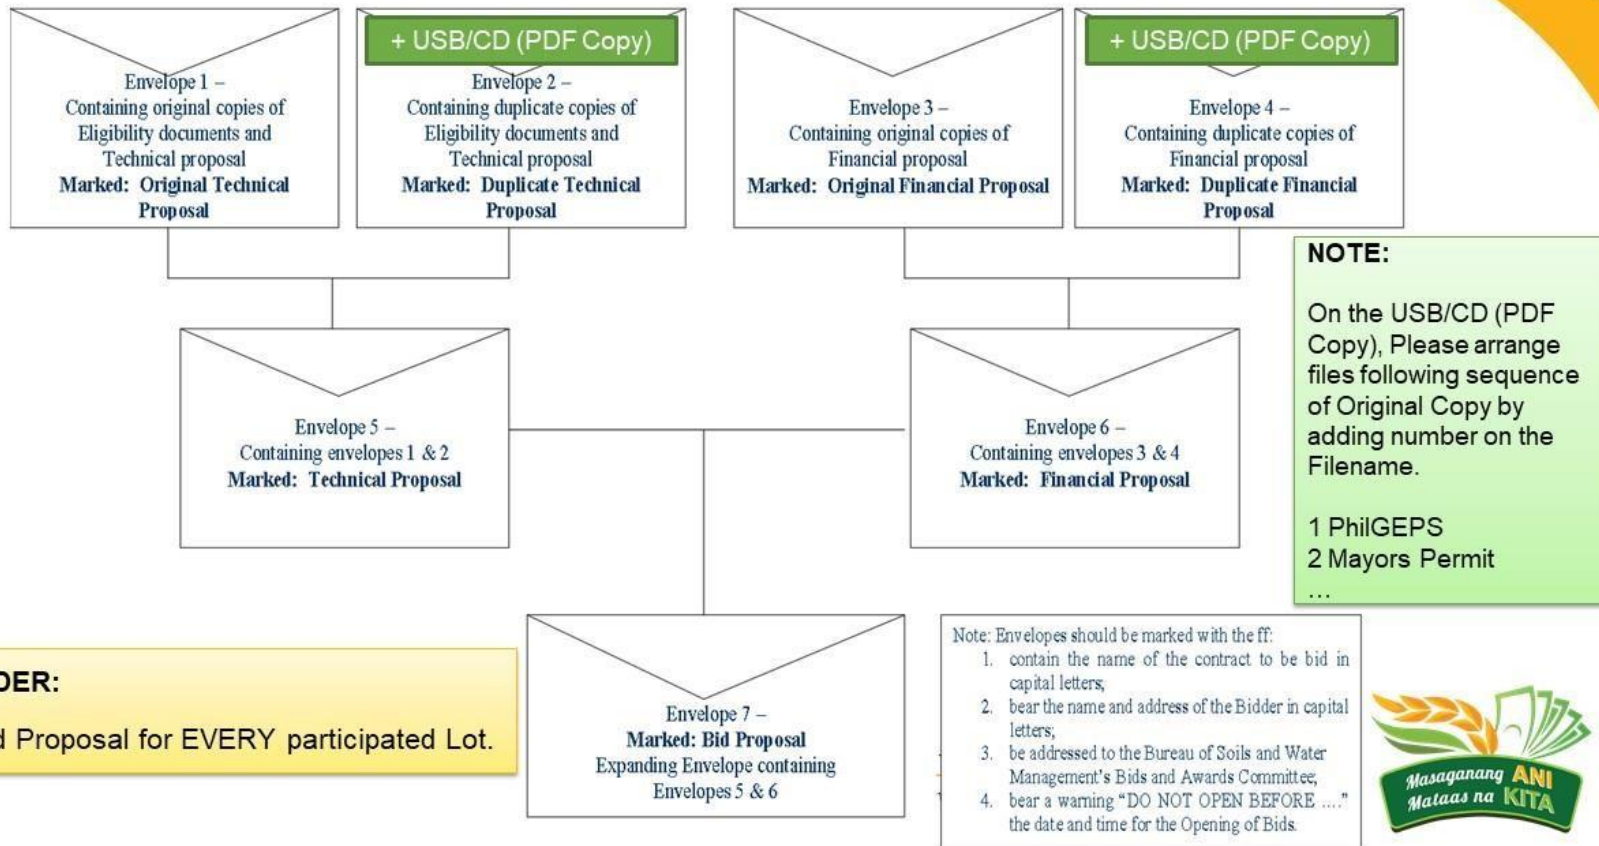 + USB/CD (PDF Copy)
+ USB/CD (PDF Copy)
Envelope 1 –
Containing original copies of
Eligibility documents and
Technical proposal
Marked: Original Technical
Proposal
Envelope 2 –
Containing duplicate copies of
Eligibility documents and
Technical proposal
Marked: Duplicate Technical
Proposal
Envelope 3 –
Containing original copies of
Financial proposal
Marked: Original Financial Proposal
Envelope 4 –
Containing duplicate copies of
Financial proposal
Marked: Duplicate Financial
Proposal
NOTE:
On the USB/CD (PDF
Copy), Please arrange
files following sequence
of Original Copy by
adding number on the
Filename.
1 PhilGEPS
2 Mayors Permit
...
Envelope 5 –
Containing envelopes 1 & 2
Marked: Technical Proposal
Envelope 6 –
Containing envelopes 3 & 4
Marked: Financial Proposal
DER:
d Proposal for EVERY participated Lot.
Envelope 7 –
Marked: Bid Proposal
Expanding Envelope containing
Envelopes 5 & 6
Note: Envelopes should be marked with the ff:
1. contain the name of the contract to be bid in
capital letters;
2. bear the name and address of the Bidder in capital
letters;
3. be addressed to the Bureau of Soils and Water
Management's Bids and Awards Committee;
4. bear a warning “DO NOT OPEN BEFORE ....”
the date and time for the Opening of Bids.
Masaganang ANI
Mataas na KITA